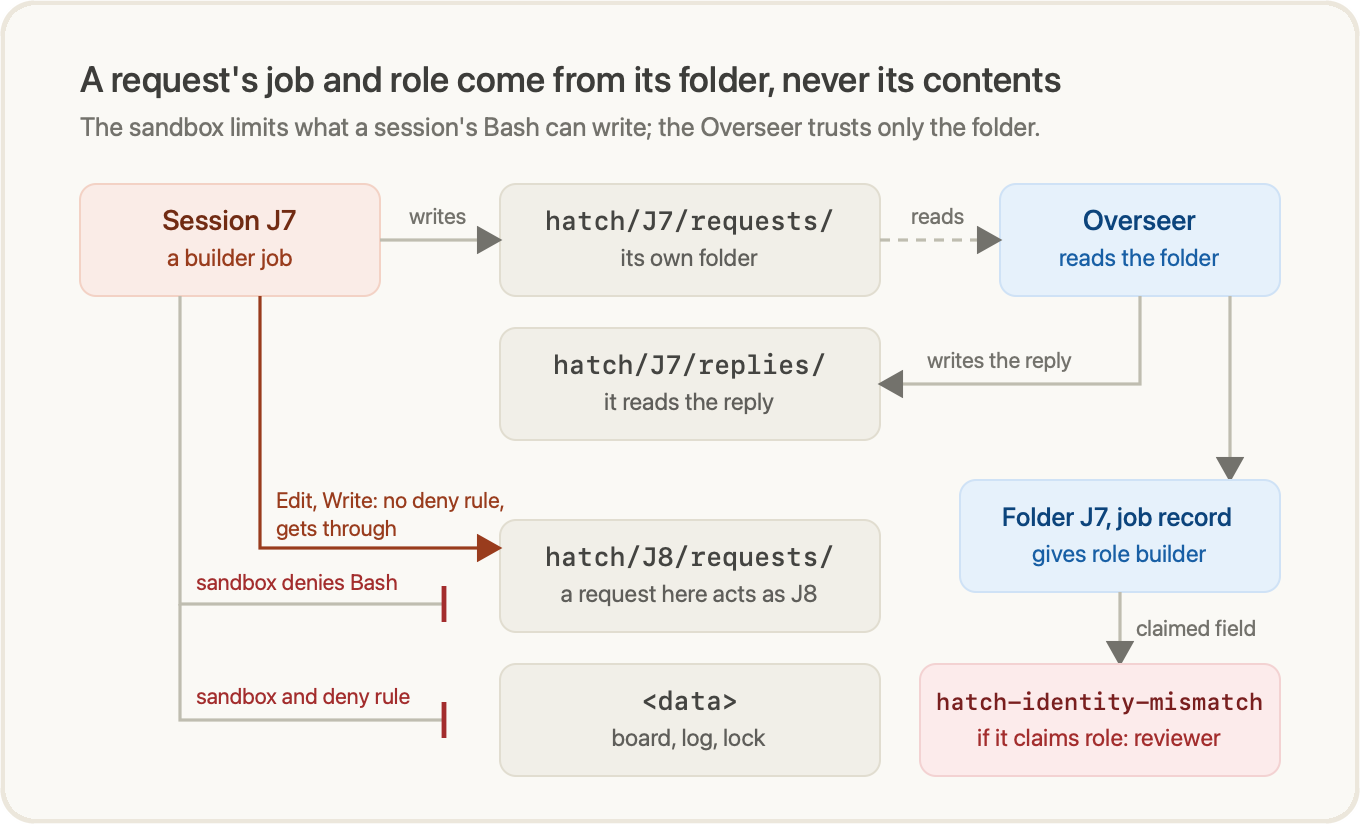 A request's job and role come from its folder, never its contents
The sandbox limits what a session's Bash can write; the Overseer trusts only the folder.
Session J7
a builder job
writes
hatch/J7/requests/
its own folder
reads
Overseer
reads the folder
hatch/J7/replies/
it reads the reply
writes the reply
Edit, Write: no deny rule,
gets through
hatch/J8/requests/
a request here acts as J8
sandbox denies Bash
Folder J7, job record
gives role builder
claimed field
sandbox and deny rule
<data>
board, log, lock
hatch-identity-mismatch
if it claims role: reviewer